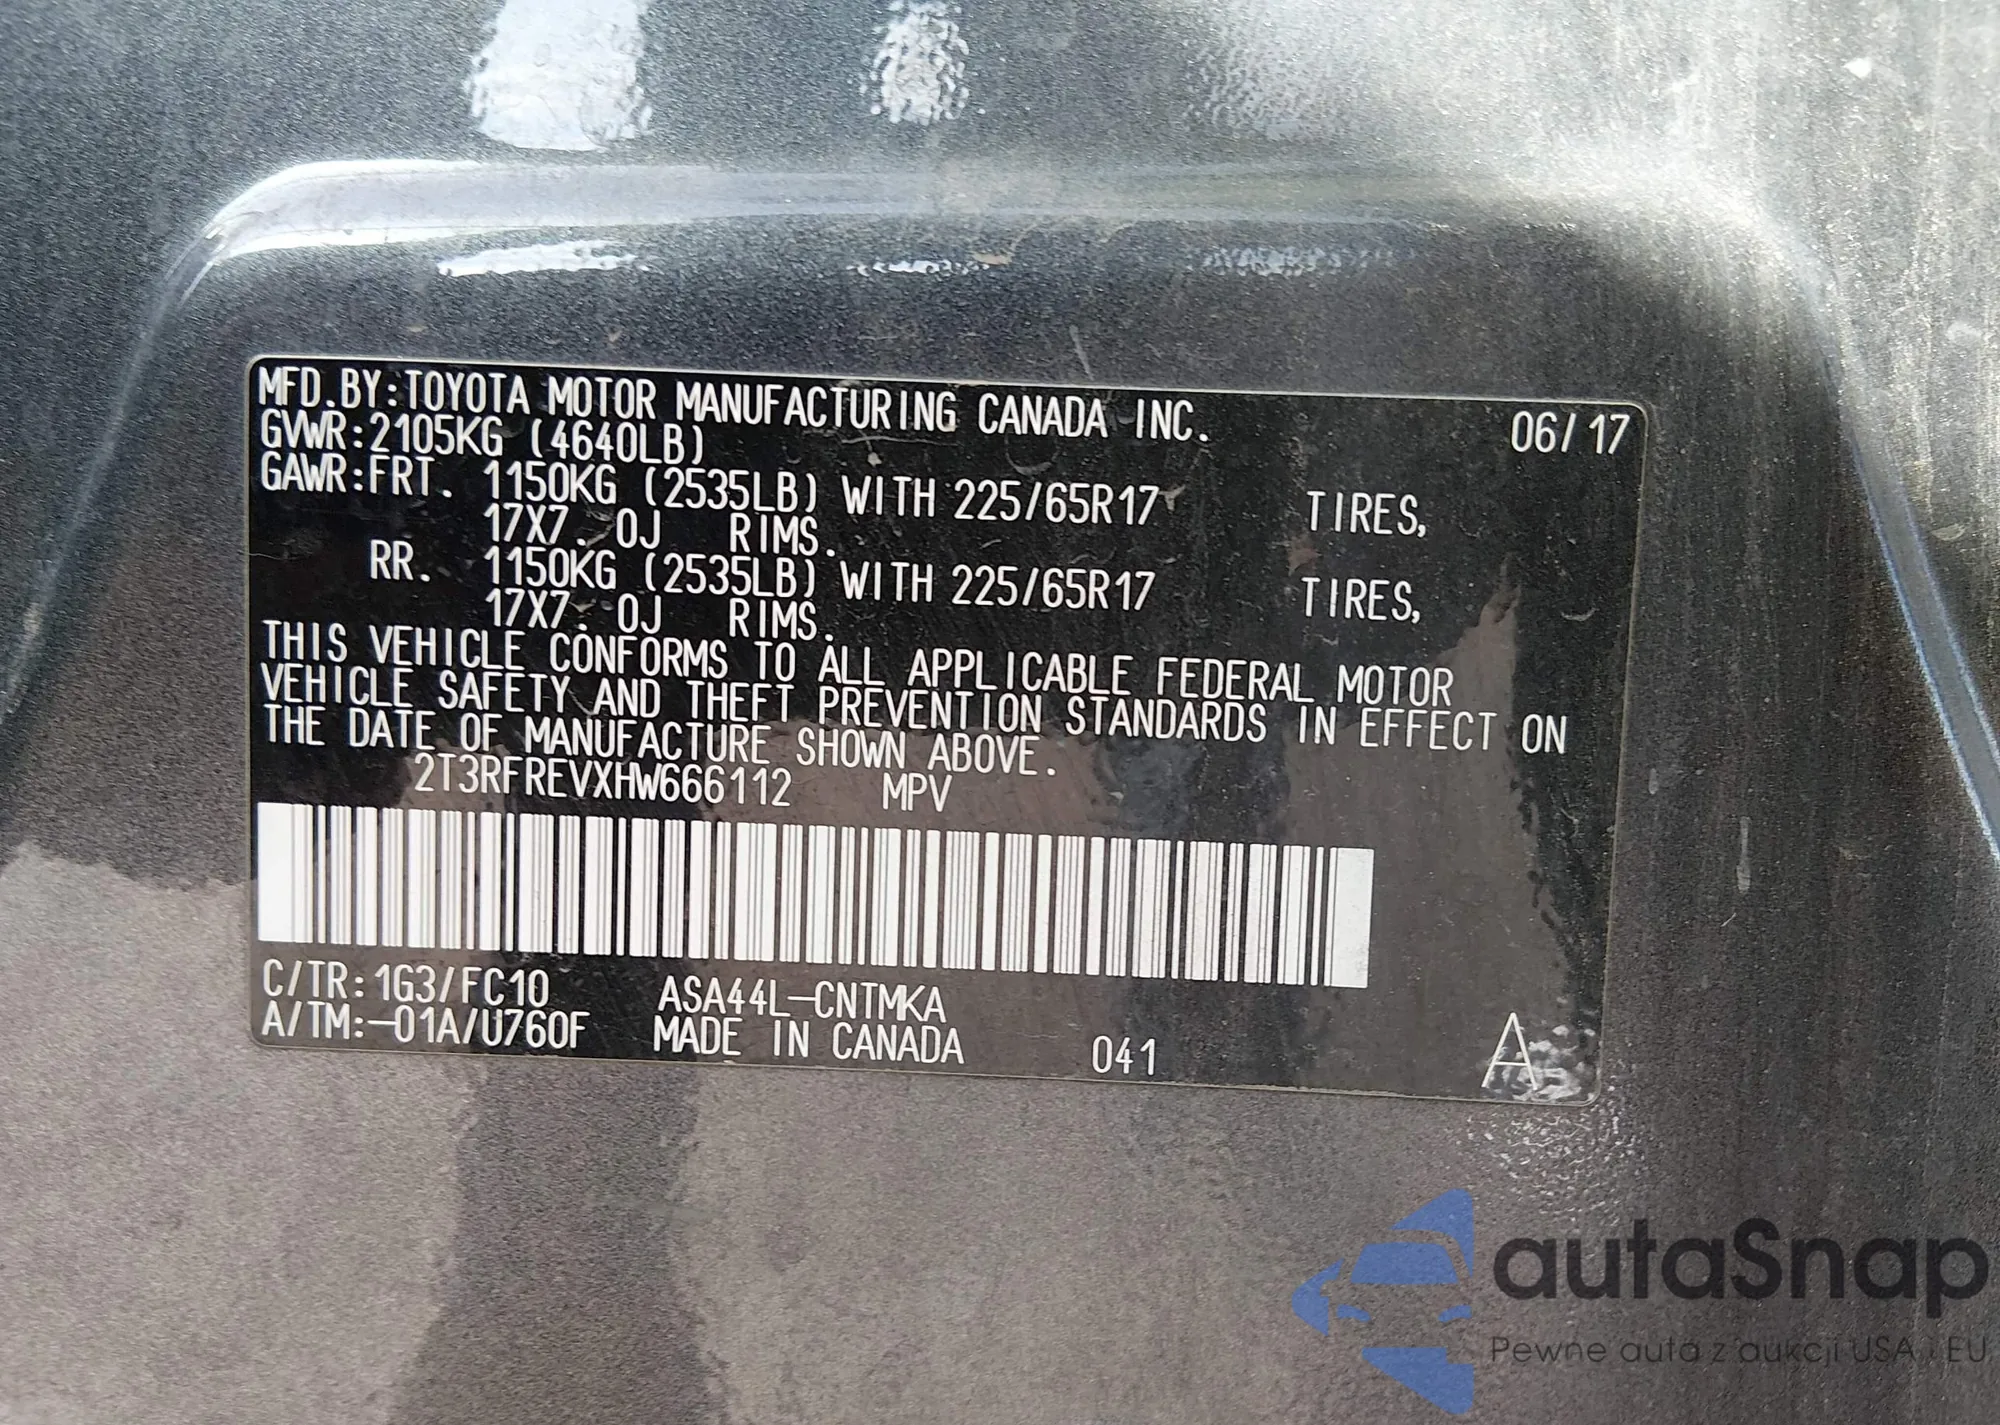 MFD.BY:TOYOTA MOTOR MANUFACTURING CANADA INC. 06/17
GVWR:2105KG (4640LB)
GAWR:FRT. 1150KG (2535LB) WITH 225/65R17 TIRES,
17X7. 0J RIMS.
RR. 1150KG (2535LB) WITH 225/65R17 TIRES,
17X7. 0J RIMS.
THIS VEHICLE CONFORMS TO ALL APPLICABLE FEDERAL MOTOR
VEHICLE SAFETY AND THEFT PREVENTION STANDARDS IN EFFECT ON
THE DATE OF MANUFACTURE SHOWN ABOVE.
2T3RFREVXHW666112 MPV
C/TR:1G3/FC10 ASA44L-CNTMKA
A/TM:-01A/U760F MADE IN CANADA 041 A
autaSnap
Pewne auta z aukcji USA i EU